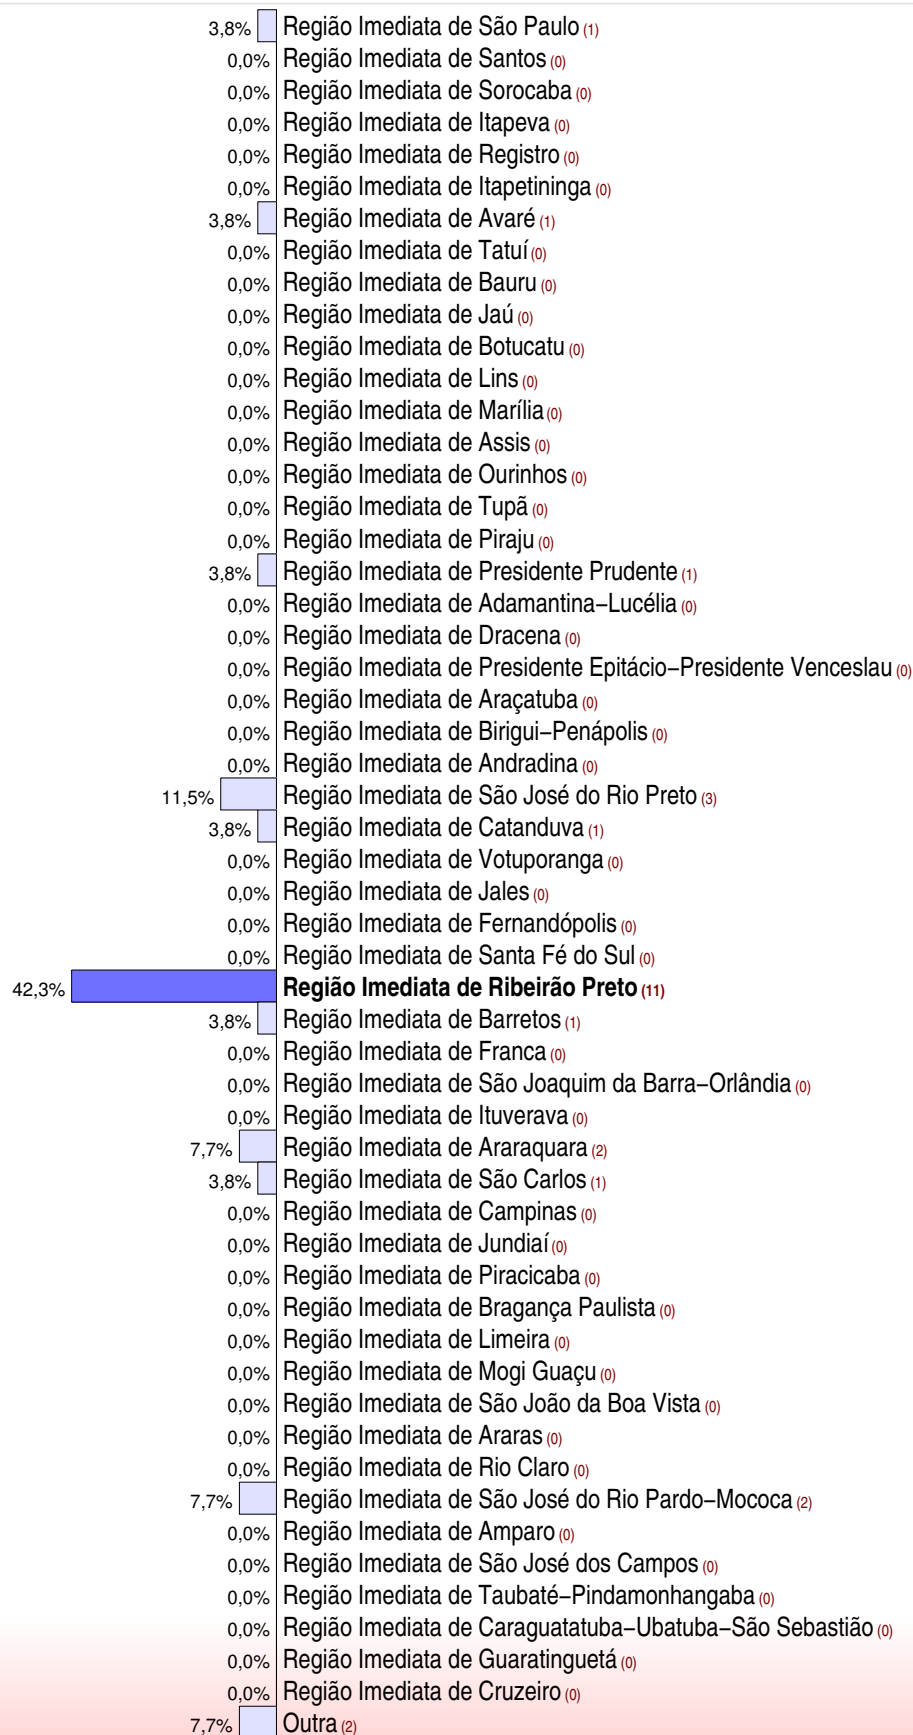 3,8% Região Imediata de São Paulo (1)
0,0% Região Imediata de Santos (0)
0,0% Região Imediata de Sorocaba (0)
0,0% Região Imediata de Itapeva (0)
0,0% Região Imediata de Registro (0)
0,0% Região Imediata de Itapetininga (0)
3,8% Região Imediata de Avaré (1)
0,0% Região Imediata de Tatuí (0)
0,0% Região Imediata de Bauru (0)
0,0% Região Imediata de Jaú (0)
0,0% Região Imediata de Botucatu (0)
0,0% Região Imediata de Lins (0)
0,0% Região Imediata de Marília (0)
0,0% Região Imediata de Assis (0)
0,0% Região Imediata de Ourinhos (0)
0,0% Região Imediata de Tupã (0)
0,0% Região Imediata de Piraju (0)
3,8% Região Imediata de Presidente Prudente (1)
0,0% Região Imediata de Adamantina−Lucélia (0)
0,0% Região Imediata de Dracena (0)
0,0% Região Imediata de Presidente Epitácio−Presidente Venceslau (0)
0,0% Região Imediata de Araçatuba (0)
0,0% Região Imediata de Birigui−Penápolis (0)
0,0% Região Imediata de Andradina (0)
11,5% Região Imediata de São José do Rio Preto (3)
3,8% Região Imediata de Catanduva (1)
0,0% Região Imediata de Votuporanga (0)
0,0% Região Imediata de Jales (0)
0,0% Região Imediata de Fernandópolis (0)
0,0% Região Imediata de Santa Fé do Sul (0)
42,3% Região Imediata de Ribeirão Preto (11)
3,8% Região Imediata de Barretos (1)
0,0% Região Imediata de Franca (0)
0,0% Região Imediata de São Joaquim da Barra−Orlândia (0)
0,0% Região Imediata de Ituverava (0)
7,7% Região Imediata de Araraquara (2)
3,8% Região Imediata de São Carlos (1)
0,0% Região Imediata de Campinas (0)
0,0% Região Imediata de Jundiaí (0)
0,0% Região Imediata de Piracicaba (0)
0,0% Região Imediata de Bragança Paulista (0)
0,0% Região Imediata de Limeira (0)
0,0% Região Imediata de Mogi Guaçu (0)
0,0% Região Imediata de São João da Boa Vista (0)
0,0% Região Imediata de Araras (0)
0,0% Região Imediata de Rio Claro (0)
7,7% Região Imediata de São José do Rio Pardo−Mococa (2)
0,0% Região Imediata de Amparo (0)
0,0% Região Imediata de São José dos Campos (0)
0,0% Região Imediata de Taubaté−Pindamonhangaba (0)
0,0% Região Imediata de Caraguatatuba−Ubatuba−São Sebastião (0)
0,0% Região Imediata de Guaratinguetá (0)
0,0% Região Imediata de Cruzeiro (0)
7,7% Outra (2)